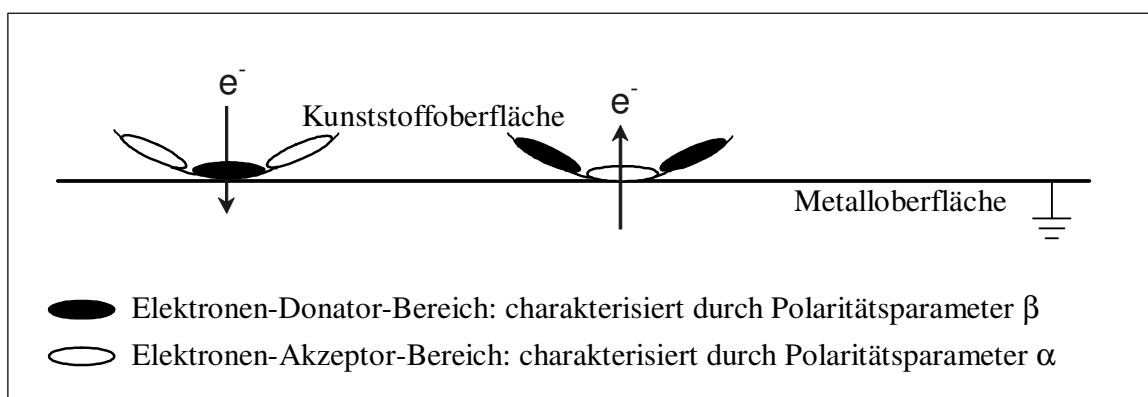 e⁻
e⁻
Kunststoffoberfläche
Metalloberfläche
Elektronen-Donator-Bereich: charakterisiert durch Polaritätsparameter β
Elektronen-Akzeptor-Bereich: charakterisiert durch Polaritätsparameter α